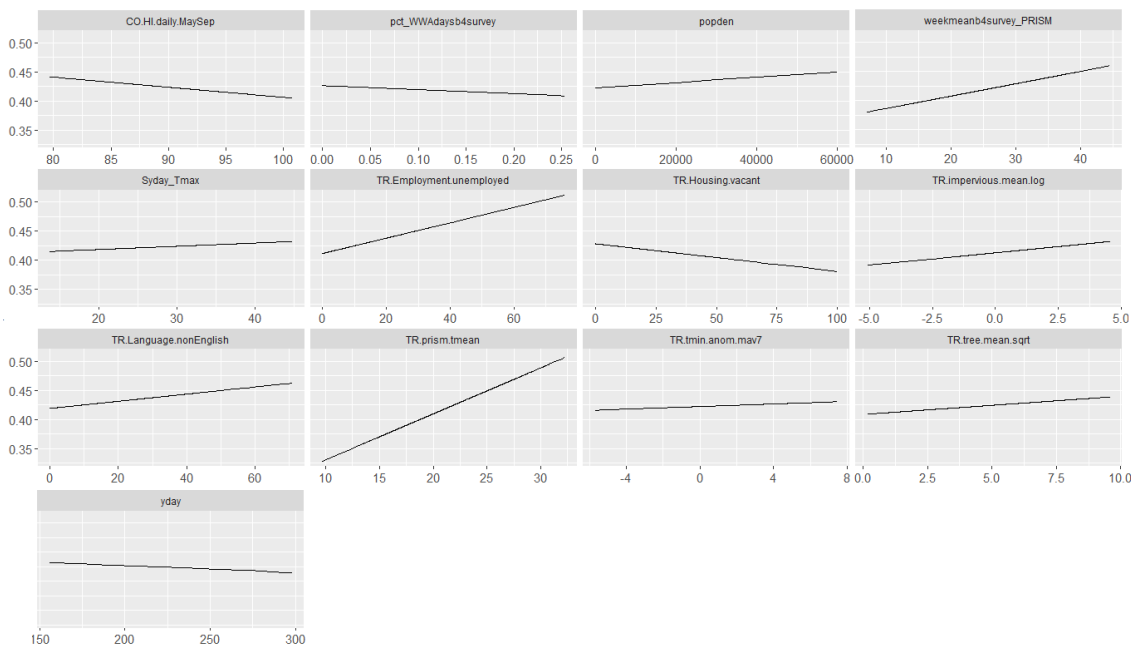 CO.HI.daily.MaySep pct_WWAdaysb4survey popden weekmeanb4survey_PRISM
0.50
0.45
0.40
0.35
80 85 90 95 100 0.00 0.05 0.10 0.15 0.20 0.25 0 20000 40000 60000 10 20 30 40
Syday_Tmax TR.Employment.unemployed TR.Housing.vacant TR.impervious.mean.log
0.50
0.45
0.40
0.35
20 30 40 0 20 40 60 0 25 50 75 100 -5.0 -2.5 0.0 2.5 5.0
TR.Language.nonEnglish TR.prism.tmean TR.tmin.anom.mav7 TR.tree.mean.sqrt
0.50
0.45
0.40
0.35
0 20 40 60 10 15 20 25 30 -4 0 4 8 0.0 2.5 5.0 7.5 10.0
yday
150 200 250 300